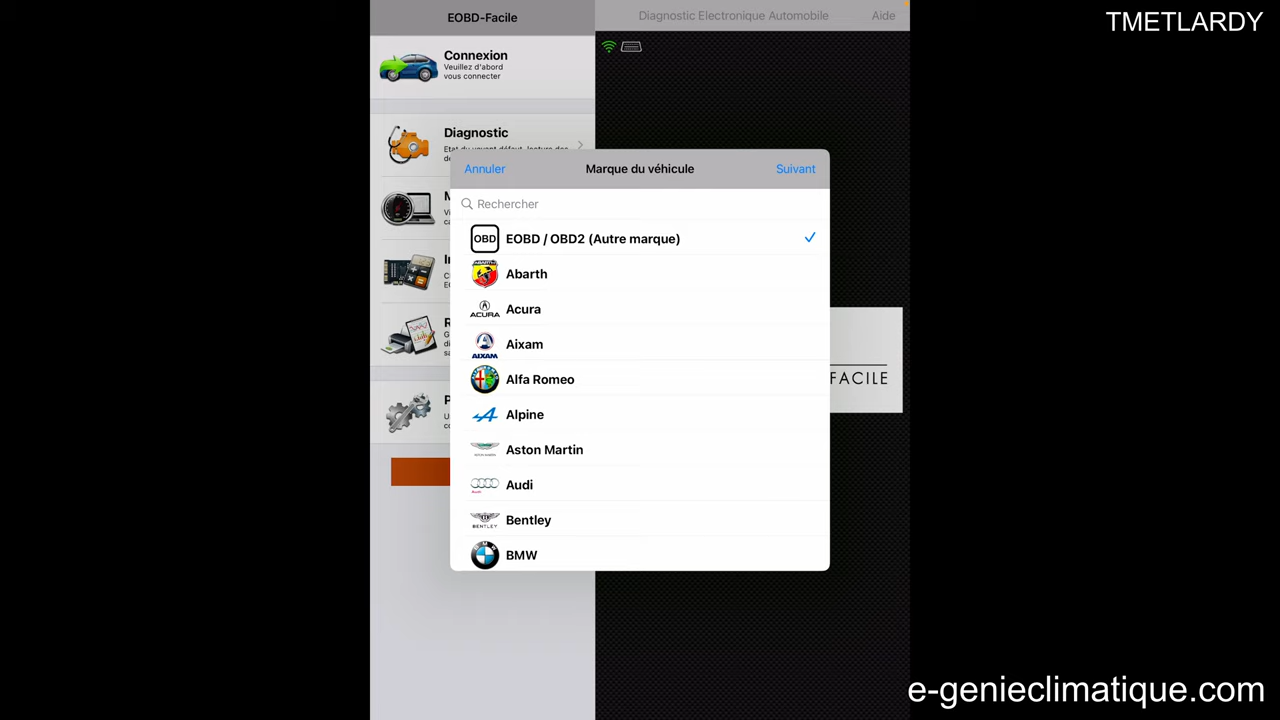 EOBD-Facile
Diagnostic Electronique Automobile
Aide
TMETLARDY
Connexion
Veuillez d'abord
vous connecter
Diagnostic
Marque du véhicule
Annuler
Suivant
Rechercher
OBD
EOBD / OBD2 (Autre marque)
Abarth
ACURA
Acura
AIXAM
Aixam
Alfa Romeo
Alpine
Aston Martin
Audi
Audi
BENTLEY
Bentley
BMW
FACILE
e-genieclimatique.com